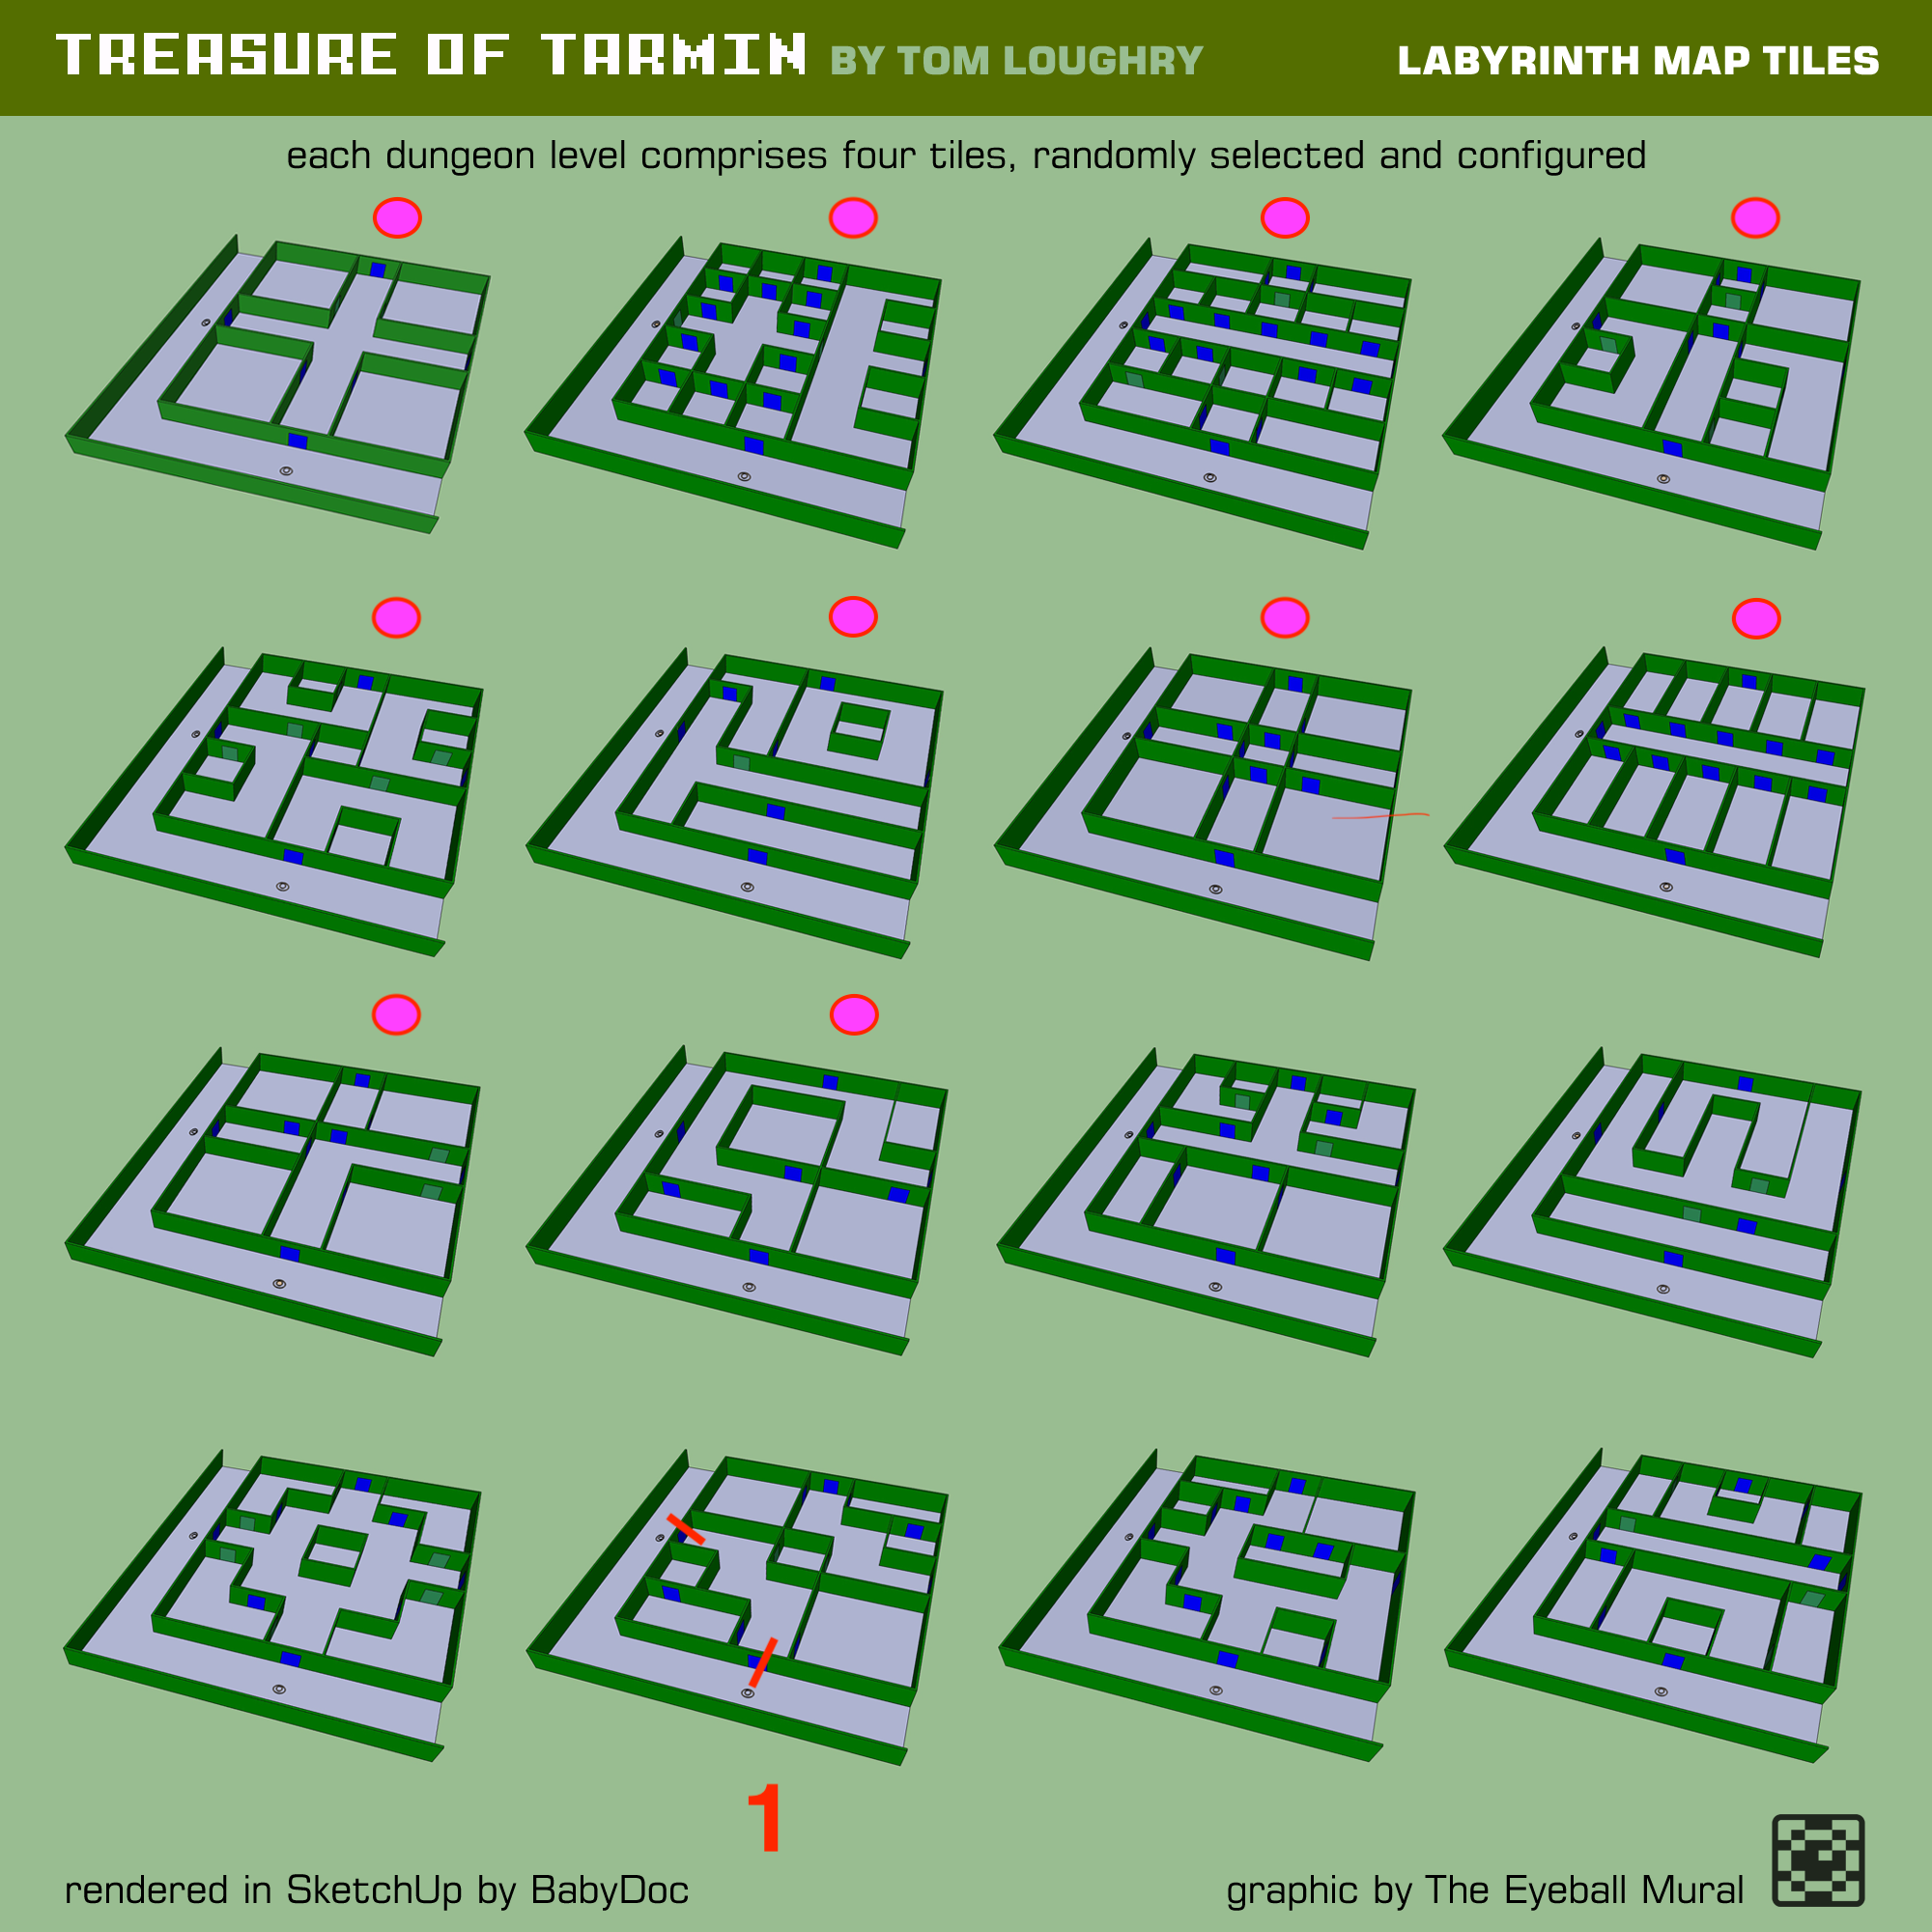 TREASURE OF TARMIN BY TOM LOUGHRY LABYRINTH MAP TILES
each dungeon level comprises four tiles, randomly selected and configured
1
rendered in SketchUp by BabyDoc graphic by The Eyeball Mural